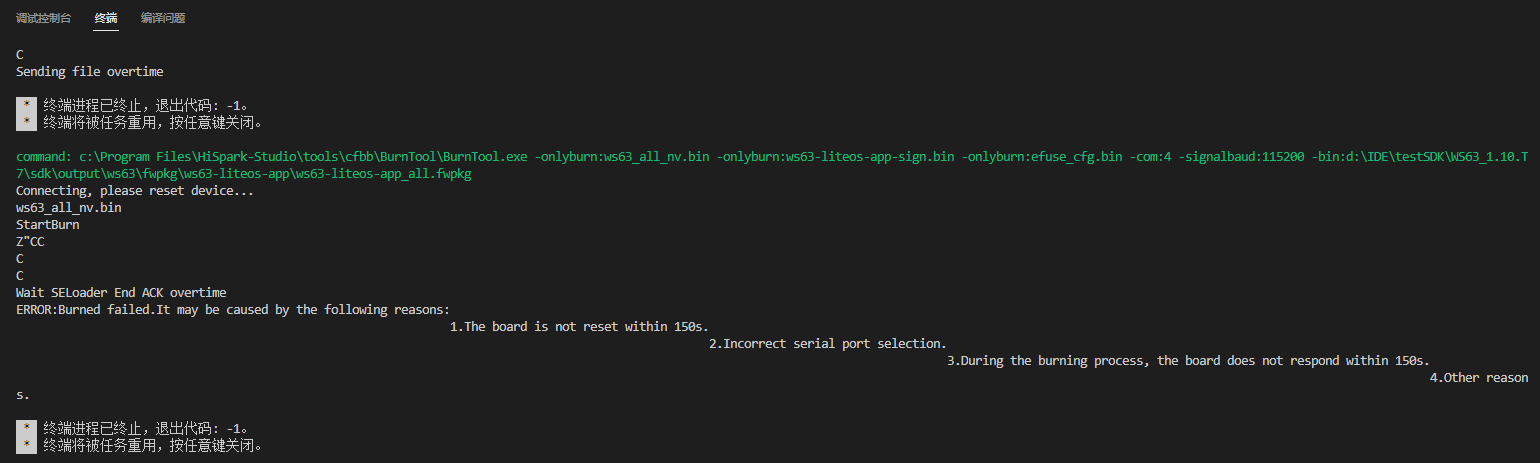 调试控制台 终端 编译问题
C
Sending file overtime
* 终端进程已终止，退出代码: -1。
* 终端将被任务重用，按任意键关闭。
command: c:\Program Files\HiSpark-Studio\tools\cfbb\BurnTool\BurnTool.exe -onlyburn:ws63_all_nv.bin -onlyburn:ws63-liteos-app-sign.bin -onlyburn:efuse_cfg.bin -com:4 -signalbaud:115200 -bin:d:\IDE\testSDK\WS63_1.10.T
7\sdk\output\ws63\fwpkg\ws63-liteos-app\ws63-liteos-app_all.fwpkg
Connecting, please reset device...
ws63_all_nv.bin
StartBurn
Z"CC
C
C
Wait SELoader End ACK overtime
ERROR:Burned failed.It may be caused by the following reasons:
1.The board is not reset within 150s.
2.Incorrect serial port selection.
3.During the burning process, the board does not respond within 150s.
4.Other reason
s.
* 终端进程已终止，退出代码: -1。
* 终端将被任务重用，按任意键关闭。